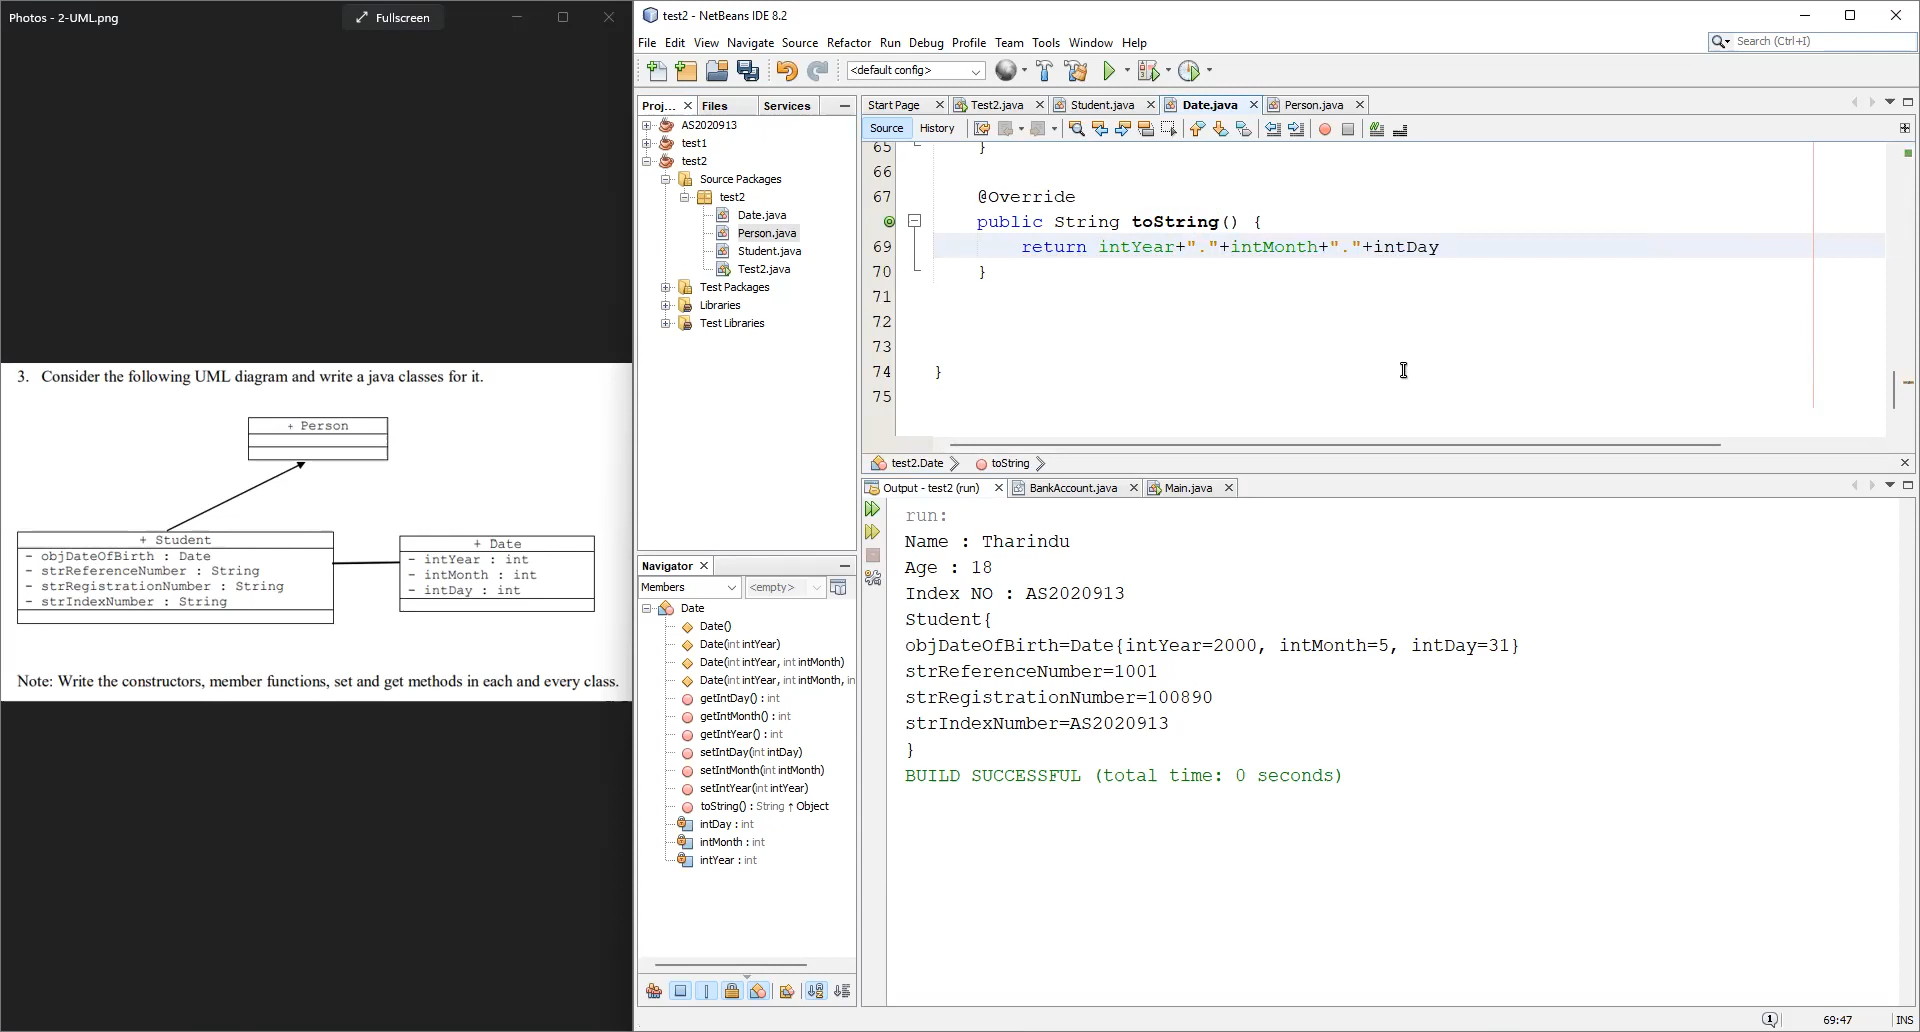 Photos - 2-UML.png
Fullscreen
3. Consider the following UML diagram and write a java classes for it.
+ Person
+ Student
- objDateOfBirth : Date
- strReferenceNumber : String
- strRegistrationNumber : String
- strIndexNumber : String
+ Date
- intYear : int
- intMonth : int
- intDay : int
Note: Write the constructors, member functions, set and get methods in each and every class.
test2 - NetBeans IDE 8.2
File Edit View Navigate Source Refactor Run Debug Profile Team Tools Window Help
Search (Ctrl+I)
<default config>
Proj... Files Services
AS2020913
test1
test2
Source Packages
test2
Date.java
Person.java
Student.java
Test2.java
Test Packages
Libraries
Test Libraries
Navigator
Members <empty>
Date
Date()
Date(int intYear)
Date(int intYear, int intMonth)
Date(int intYear, int intMonth, in
getIntDay() : int
getIntMonth() : int
getIntYear() : int
setIntDay(int intDay)
setIntMonth(int intMonth)
setIntYear(int intYear)
toString() : String ↑ Object
intDay : int
intMonth : int
intYear : int
Start Page Test2.java Student.java Date.java Person.java
Source History
65 }
66
67 @Override
public String toString() {
69 return intYear+"."+intMonth+"."+intDay
70 }
71
72
73
74 }
75
test2.Date toString
Output - test2 (run) BankAccount.java Main.java
run:
Name : Tharindu
Age : 18
Index NO : AS2020913
Student{
objDateOfBirth=Date{intYear=2000, intMonth=5, intDay=31}
strReferenceNumber=1001
strRegistrationNumber=100890
strIndexNumber=AS2020913
}
BUILD SUCCESSFUL (total time: 0 seconds)
1 69:47 INS